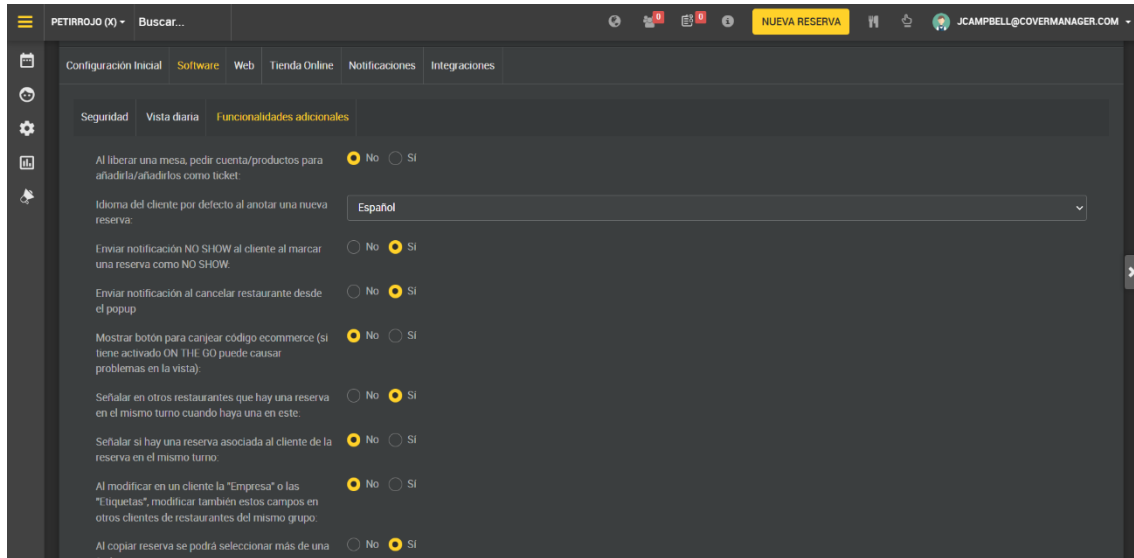 PETIRROJO (X) Buscar... 0 0 NUEVA RESERVA JCAMPBELL@COVERMANAGER.COM
Configuración Inicial Software Web Tienda Online Notificaciones Integraciones
Seguridad Vista diaria Funcionalidades adicionales
Al liberar una mesa, pedir cuenta/productos para No Sí
añadirla/añadirlos como ticket:
Idioma del cliente por defecto al anotar una nueva Español
reserva:
Enviar notificación NO SHOW al cliente al marcar No Sí
una reserva como NO SHOW:
Enviar notificación al cancelar restaurante desde No Sí
el popup
Mostrar botón para canjear código ecommerce (si No Sí
tiene activado ON THE GO puede causar
problemas en la vista):
Señalar en otros restaurantes que hay una reserva No Sí
en el mismo turno cuando haya una en este:
Señalar si hay una reserva asociada al cliente de la No Sí
reserva en el mismo turno:
Al modificar en un cliente la "Empresa" o las No Sí
"Etiquetas", modificar también estos campos en
otros clientes de restaurantes del mismo grupo:
Al copiar reserva se podrá seleccionar más de una No Sí